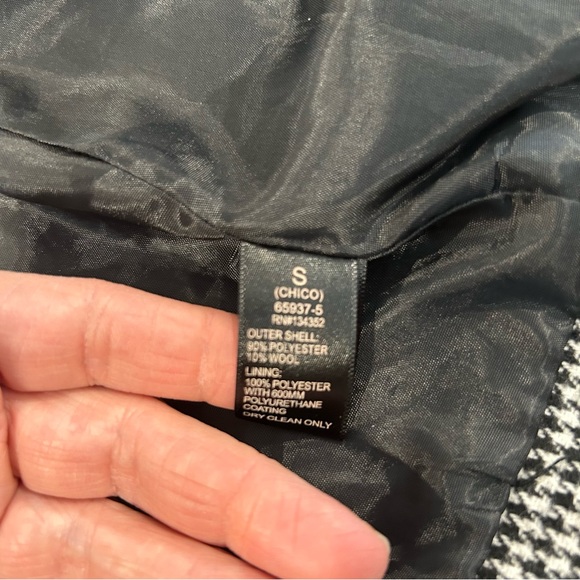 S
(CHICO)
65937-5
RN#134352
OUTER SHELL:
90% POLYESTER
10% WOOL
LINING:
100% POLYESTER
WITH 600MM
POLYURETHANE
COATING
DRY CLEAN ONLY